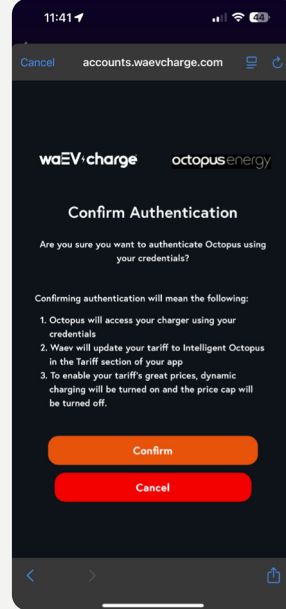 11:41
44
Cancel accounts.waevcharge.com
waEV charge octopus energy
Confirm Authentication
Are you sure you want to authenticate Octopus using
your credentials?
Confirming authentication will mean the following:
1. Octopus will access your charger using your
credentials
2. Waev will update your tariff to Intelligent Octopus
in the Tariff section of your app
3. To enable your tariff's great prices, dynamic
charging will be turned on and the price cap will
be turned off.
Confirm
Cancel